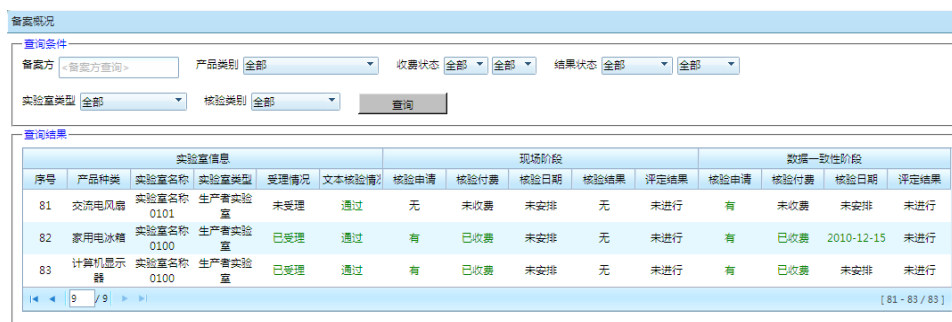 备案概况
查询条件
备案方 <备案方查询> 产品类别 全部 收费状态 全部 全部 结果状态 全部 全部
实验室类型 全部 核验类别 全部 查询
查询结果
实验室信息 现场阶段 数据一致性阶段
序号 产品种类 实验室名称 实验室类型 受理情况 文本核验情况 核验申请 核验付费 核验日期 核验结果 评定结果 核验申请 核验付费 核验日期 评定结果
81 交流电风扇 实验室名称0101 生产者实验室 未受理 通过 无 未收费 未安排 无 未进行 有 未收费 未安排 未进行
82 家用电冰箱 实验室名称0100 生产者实验室 已受理 通过 有 已收费 未安排 无 未进行 有 已收费 2010-12-15 未进行
83 计算机显示器 实验室名称0100 生产者实验室 已受理 通过 有 已收费 未安排 无 未进行 有 已收费 未安排 未进行
9 / 9 [ 81 - 83 / 83 ]